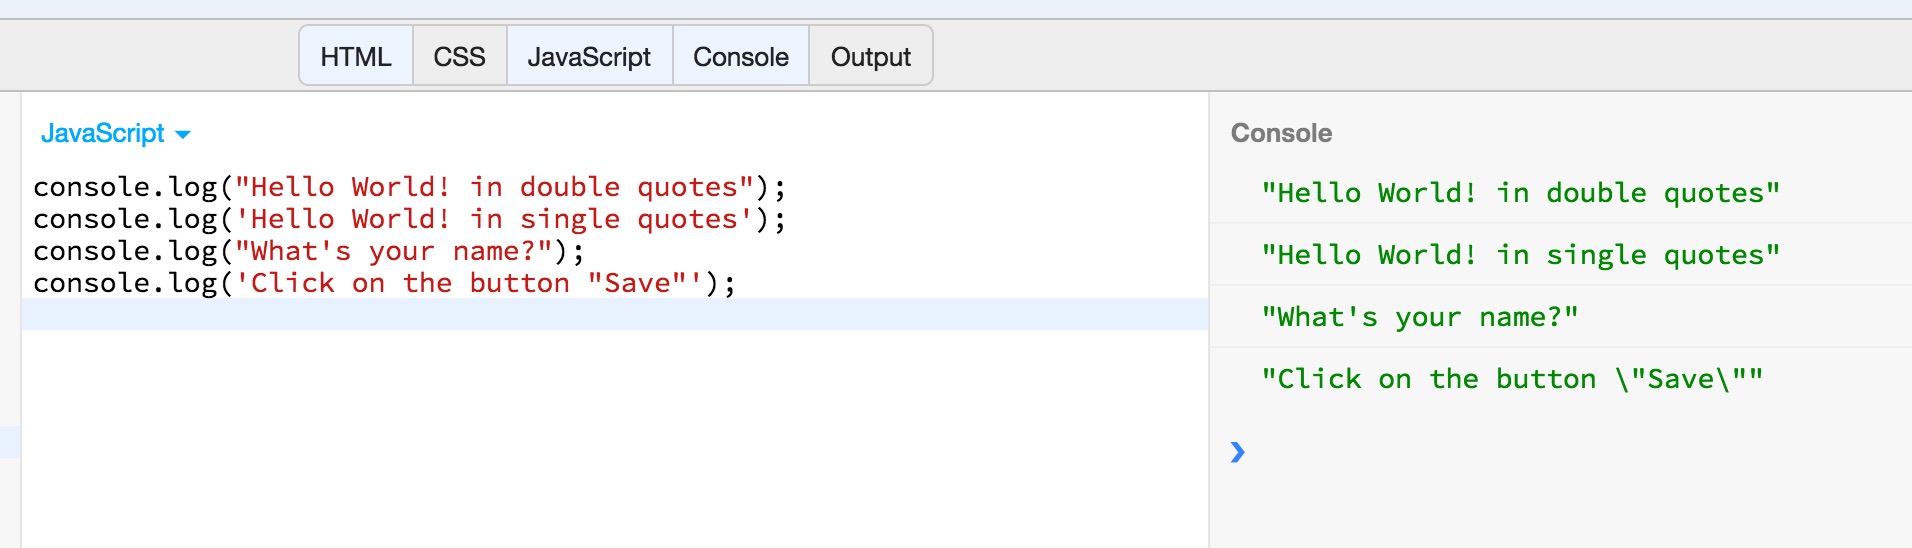 HTML CSS JavaScript Console Output
JavaScript
console.log("Hello World! in double quotes");
console.log('Hello World! in single quotes');
console.log("What's your name?");
console.log('Click on the button "Save"');
Console
"Hello World! in double quotes"
"Hello World! in single quotes"
"What's your name?"
"Click on the button \"Save\""